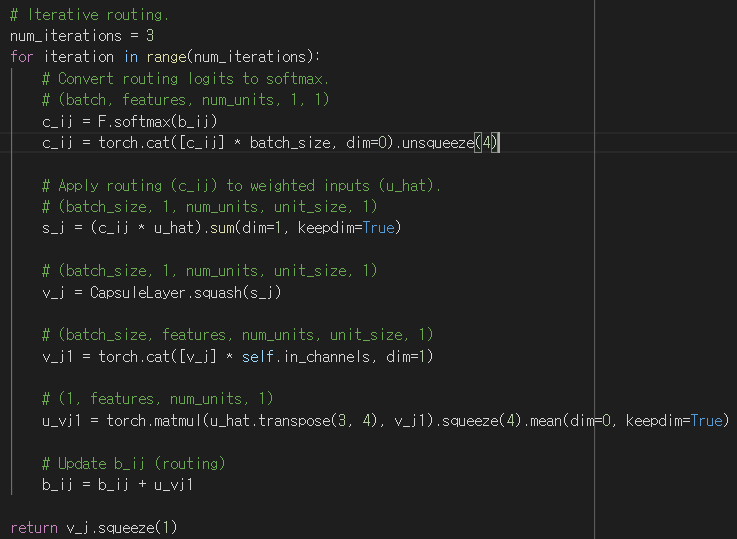 # Iterative routing.
num_iterations = 3
for iteration in range(num_iterations):
# Convert routing logits to softmax.
# (batch, features, num_units, 1, 1)
c_ij = F.softmax(b_ij)
c_ij = torch.cat([c_ij] * batch_size, dim=0).unsqueeze(4)
# Apply routing (c_ij) to weighted inputs (u_hat).
# (batch_size, 1, num_units, unit_size, 1)
s_j = (c_ij * u_hat).sum(dim=1, keepdim=True)
# (batch_size, 1, num_units, unit_size, 1)
v_j = CapsuleLayer.squash(s_j)
# (batch_size, features, num_units, unit_size, 1)
v_j1 = torch.cat([v_j] * self.in_channels, dim=1)
# (1, features, num_units, 1)
u_vj1 = torch.matmul(u_hat.transpose(3, 4), v_j1).squeeze(4).mean(dim=0, keepdim=True)
# Update b_ij (routing)
b_ij = b_ij + u_vj1
return v_j.squeeze(1)